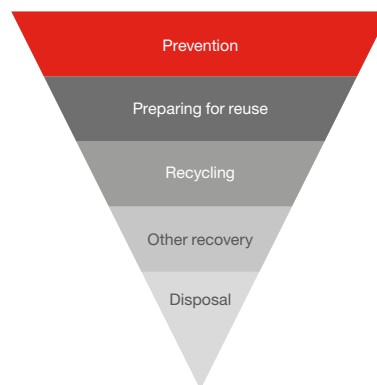 Prevention
Preparing for reuse
Recycling
Other recovery
Disposal